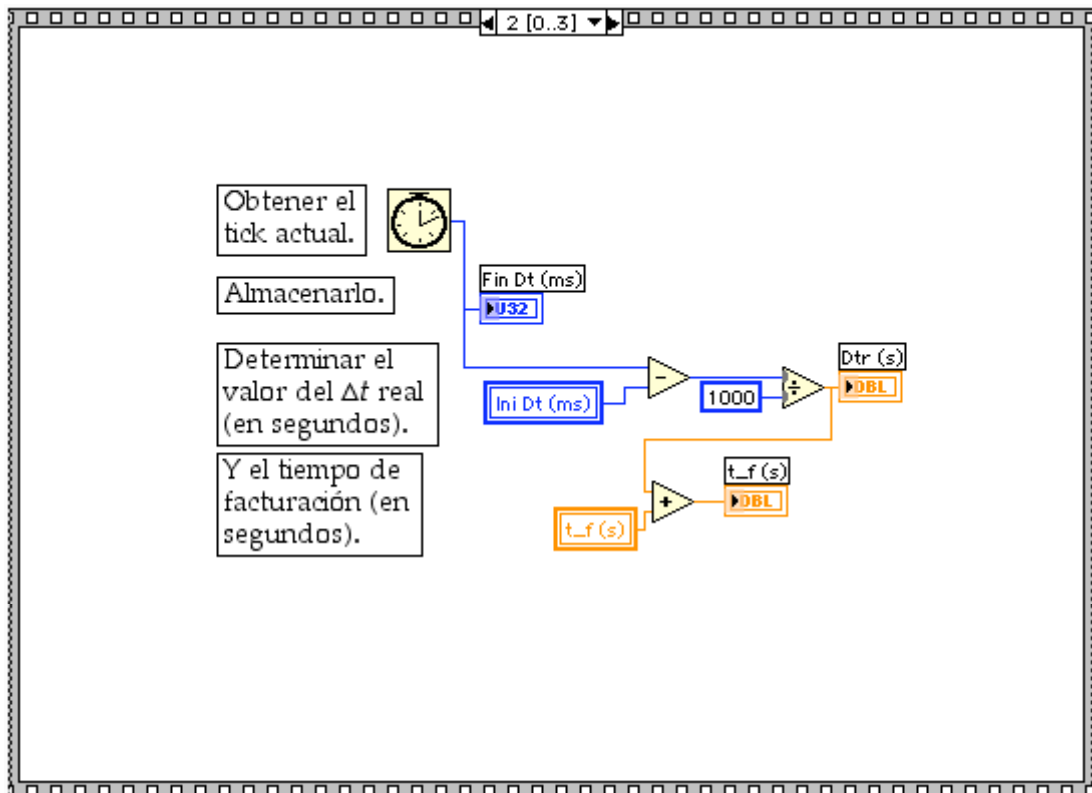 2 [0..3]
Obtener el
tick actual.
Almacenarlo.
Fin Dt (ms)
U32
Determinar el
valor del Δt real
(en segundos).
Ini Dt (ms)
-
1000
÷
Dtr (s)
DBL
Y el tiempo de
facturación (en
segundos).
t_f (s)
+
t_f (s)
DBL